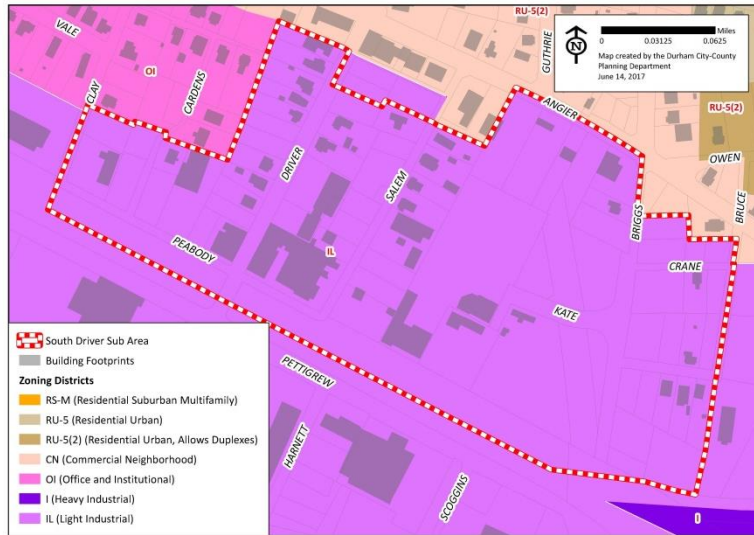 RU-5(2)
VALE
OI
CLAY
CARDENS
DRIVER
SALEM
GUTHRIE
ANGIER
N
Miles
0 0.03125 0.0625
Map created by the Durham City-County
Planning Department
June 14, 2017
RU-5(2)
OWEN
BRUCE
BRIGGS
CRANE
PEABODY
IL
KATE
PETTIGREW
HARNETT
SCOGGINS
I
South Driver Sub Area
Building Footprints
Zoning Districts
RS-M (Residential Suburban Multifamily)
RU-5 (Residential Urban)
RU-5(2) (Residential Urban, Allows Duplexes)
CN (Commercial Neighborhood)
OI (Office and Institutional)
I (Heavy Industrial)
IL (Light Industrial)